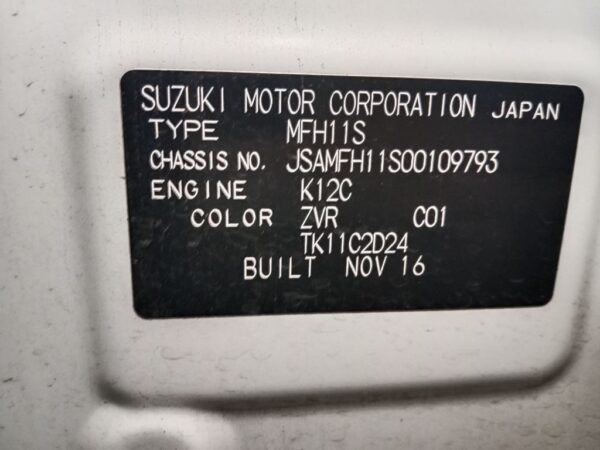 SUZUKI MOTOR CORPORATION JAPAN
TYPE MFH11S
CHASSIS NO. JSAMFH11S00109793
ENGINE K12C
COLOR ZVR C01
TK11C2D24
BUILT NOV 16